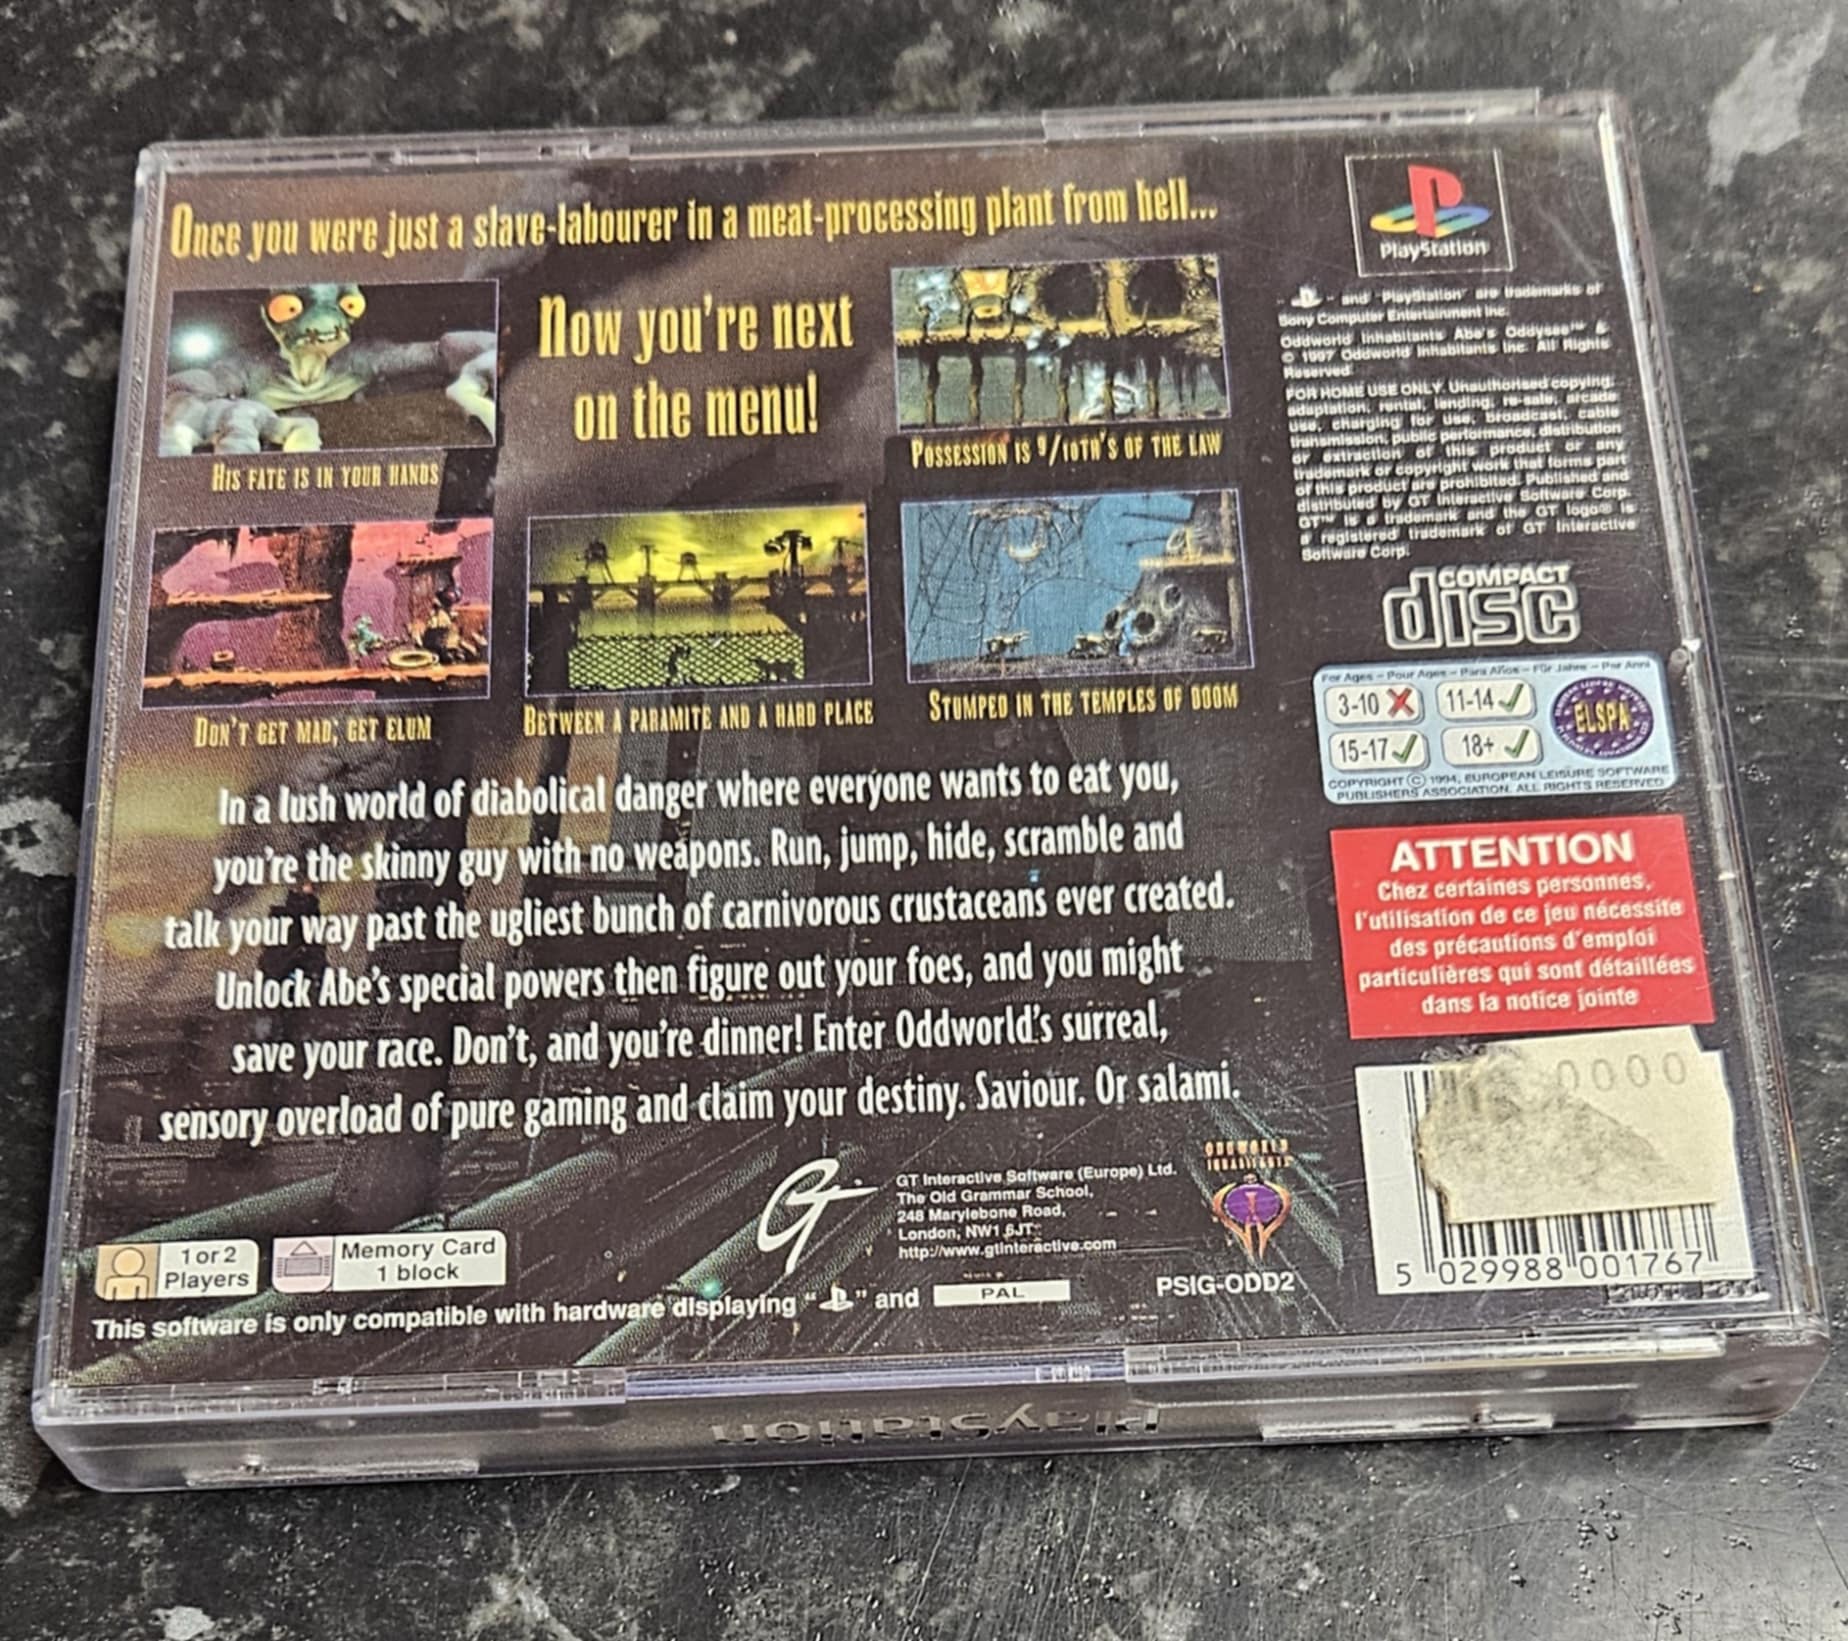 Once you were just a slave-labourer in a meat-processing plant from hell...
Now you're next
on the menu!
His fate is in your hands
Possession is 9/10th's of the law
Don't get mad; get Elum
Between a Paramite and a hard place
Stumped in the Temples of Doom
In a lush world of diabolical danger where everyone wants to eat you,
you're the skinny guy with no weapons. Run, jump, hide, scramble and
talk your way past the ugliest bunch of carnivorous crustaceans ever created.
Unlock Abe's special powers then figure out your foes, and you might
save your race. Don't, and you're dinner! Enter Oddworld's surreal,
sensory overload of pure gaming and claim your destiny. Saviour. Or salami.
GT
GT Interactive Software (Europe) Ltd.
The Old Grammar School,
248 Marylebone Road,
London, NW1 6JT
http://www.gtinteractive.com
ODDWORLD
INHABITANTS
1 or 2
Players
Memory Card
1 block
This software is only compatible with hardware displaying " " and PAL
PSIG-ODD2
PlayStation
" " and "PlayStation" are trademarks of
Sony Computer Entertainment Inc.
Oddworld Inhabitants Abe's Oddysee™ &
© 1997 Oddworld Inhabitants Inc. All Rights
Reserved.
FOR HOME USE ONLY. Unauthorised copying,
adaptation, rental, lending, re-sale, arcade
use, charging for use, broadcast, cable
transmission, public performance, distribution
or extraction of this product or any
trademark or copyright work that forms part
of this product are prohibited. Published and
distributed by GT Interactive Software Corp.
GT™ is a trademark and the GT logo® is
a registered trademark of GT Interactive
Software Corp.
COMPACT
disc
For Ages – Pour Ages – Para Años – Für Jahre – Per Anni
3-10 11-14
15-17 18+
ELSPA
COPYRIGHT © 1994, EUROPEAN LEISURE SOFTWARE
PUBLISHERS ASSOCIATION. ALL RIGHTS RESERVED
ATTENTION
Chez certaines personnes,
l'utilisation de ce jeu nécessite
des précautions d'emploi
particulières qui sont détaillées
dans la notice jointe
0000
5 029988 001767
PlayStation